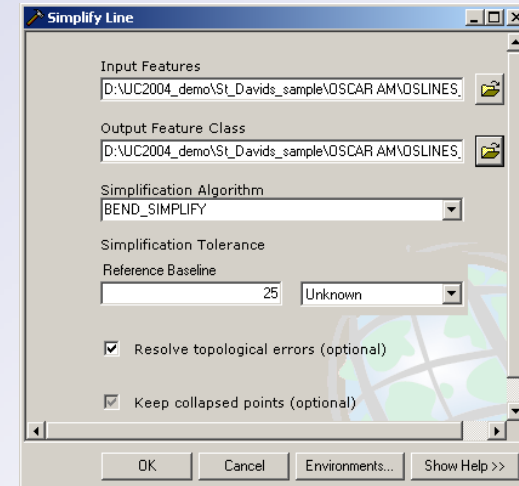 Simplify Line
Input Features
D:\UC2004_demo\St_Davids_sample\OSCAR AM\OSLINES_
Output Feature Class
D:\UC2004_demo\St_Davids_sample\OSCAR AM\OSLINES_
Simplification Algorithm
BEND_SIMPLIFY
Simplification Tolerance
Reference Baseline
25 Unknown
Resolve topological errors (optional)
Keep collapsed points (optional)
OK Cancel Environments... Show Help >>